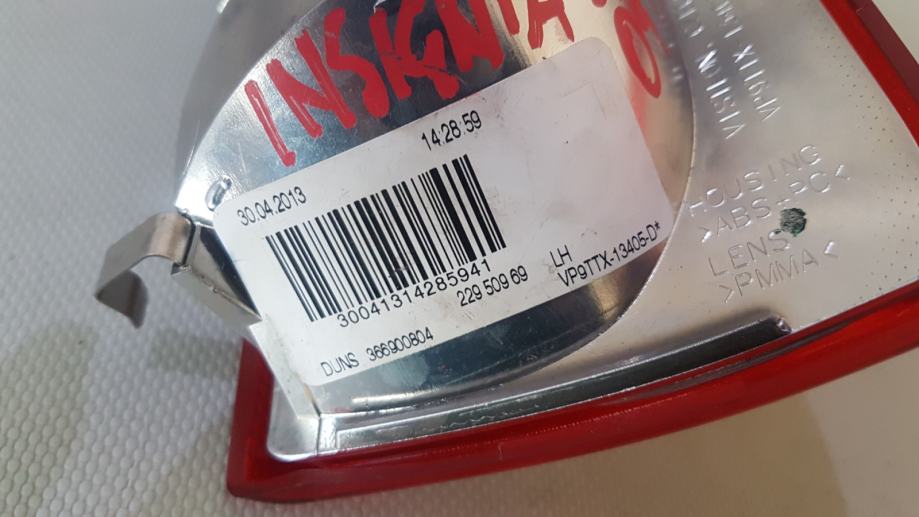 INSIGNIA
14:28:59
30.04.2013
30041314285941
229 509 69
LH
VP9TTX-13405-D*
DUNS 366900804
HOUSING
>ABS-PC<
LENS
>PMMA<